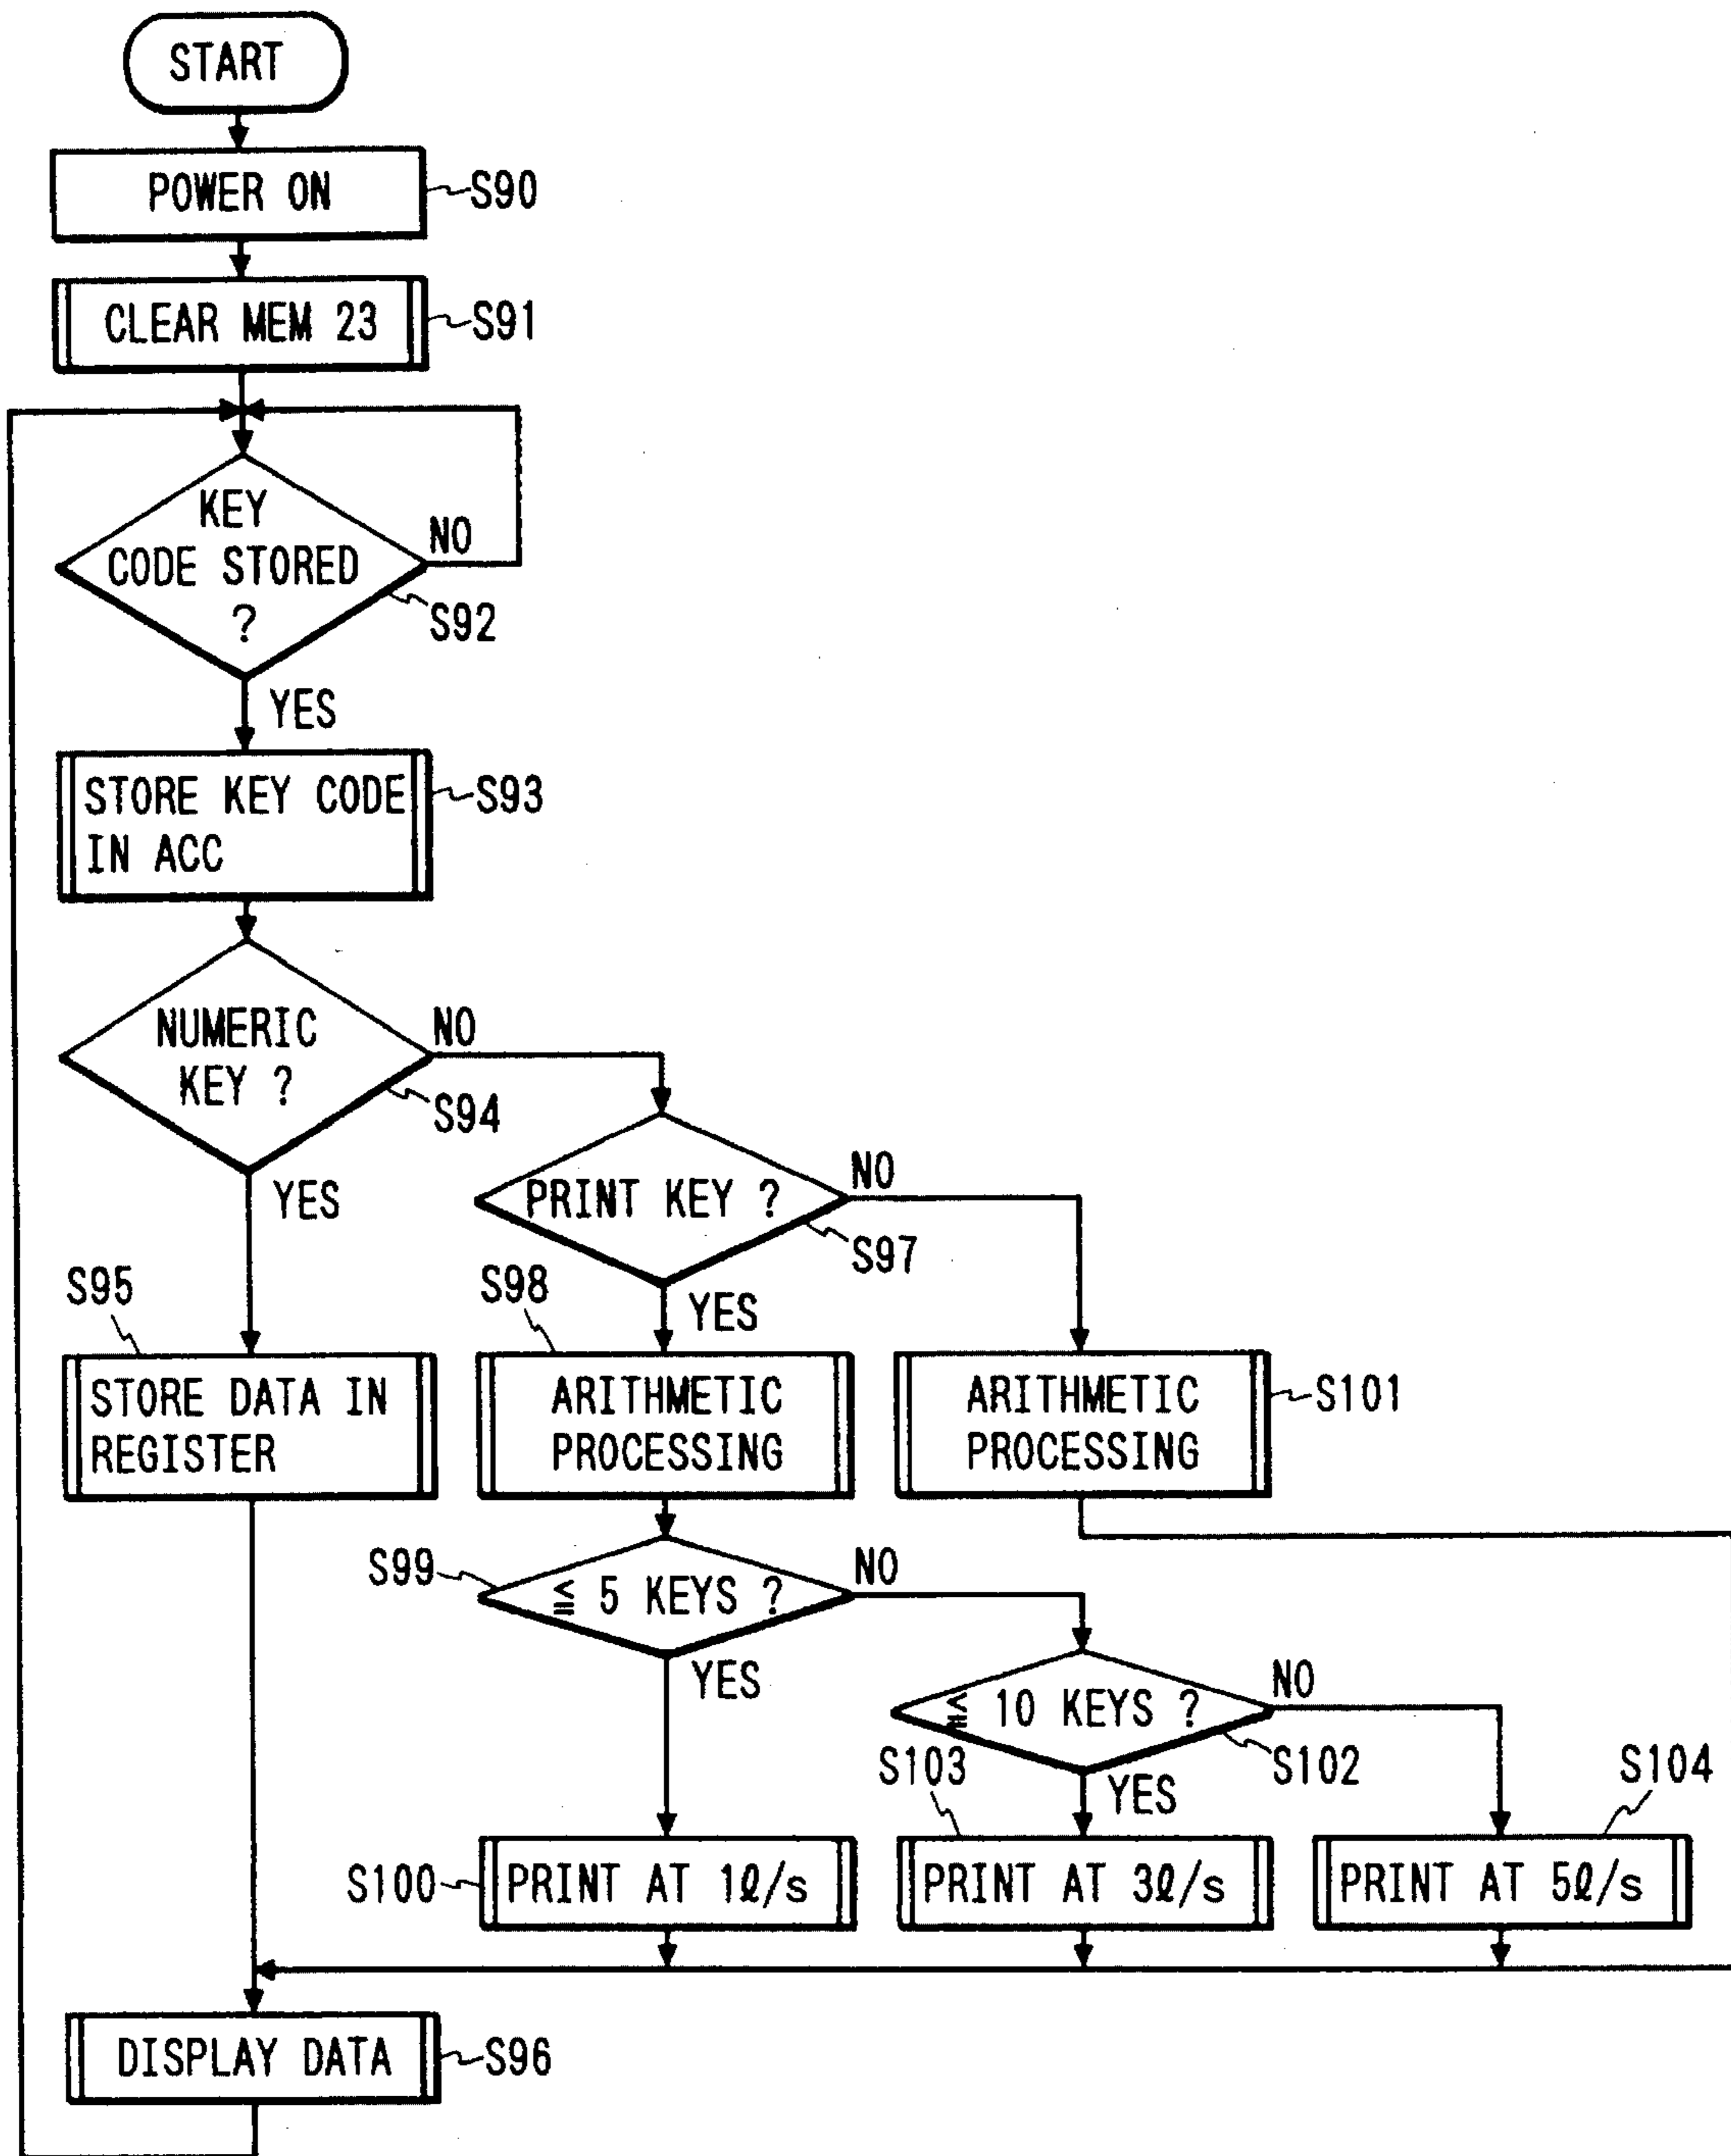 START
POWER ON
S90
CLEAR MEM 23
S91
KEY
CODE STORED
?
NO
S92
YES
STORE KEY CODE
IN ACC
S93
NUMERIC
KEY ?
NO
S94
YES
PRINT KEY ?
NO
S97
YES
S95
STORE DATA IN
REGISTER
S98
ARITHMETIC
PROCESSING
ARITHMETIC
PROCESSING
S101
S99
≦ 5 KEYS ?
NO
YES
≦ 10 KEYS ?
NO
S102
YES
S100
PRINT AT 1ℓ/s
S103
PRINT AT 3ℓ/s
S104
PRINT AT 5ℓ/s
DISPLAY DATA
S96